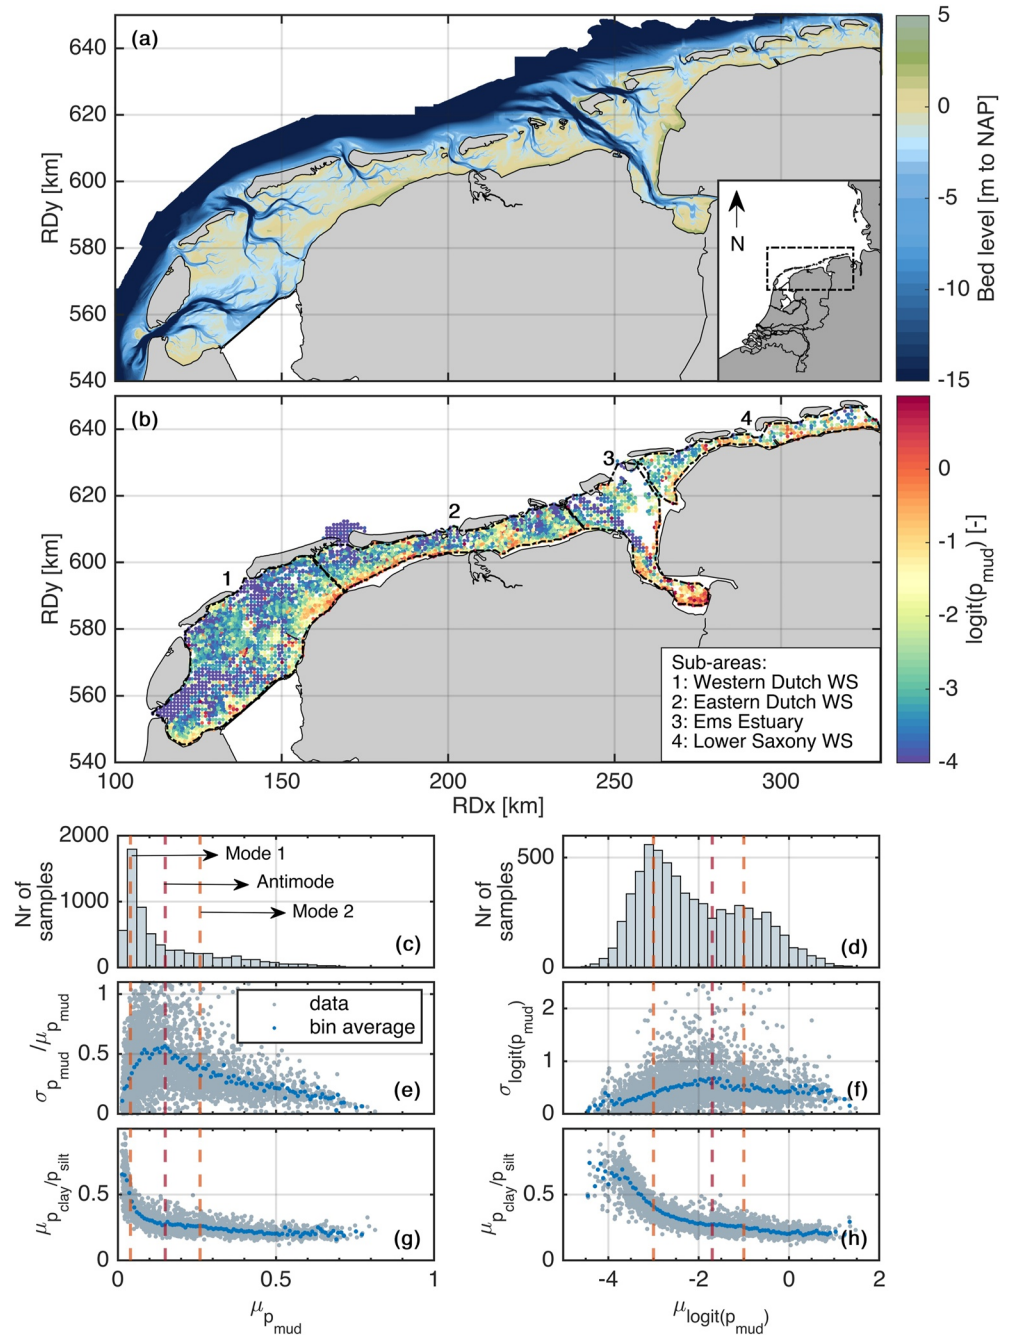 (a)
640
620
600
580
560
540
RDy [km]
N
5
0
-5
-10
-15
Bed level [m to NAP]
(b)
640
620
600
580
560
540
RDy [km]
1
2
3
4
Sub-areas:
1: Western Dutch WS
2: Eastern Dutch WS
3: Ems Estuary
4: Lower Saxony WS
100
150
200
250
300
RDx [km]
0
-1
-2
-3
-4
logit(p_mud) [-]
2000
1000
0
Nr of
samples
Mode 1
Antimode
Mode 2
(c)
500
0
Nr of
samples
(d)
1
0.5
0
σ_p_mud/μ_p_mud
data
bin average
(e)
2
1
0
σ_logit(p_mud)
(f)
0.5
0
μ_p_clay/p_silt
(g)
0
0.5
1
μ_p_mud
0.5
0
μ_p_clay/p_silt
(h)
-4
-2
0
2
μ_logit(p_mud)